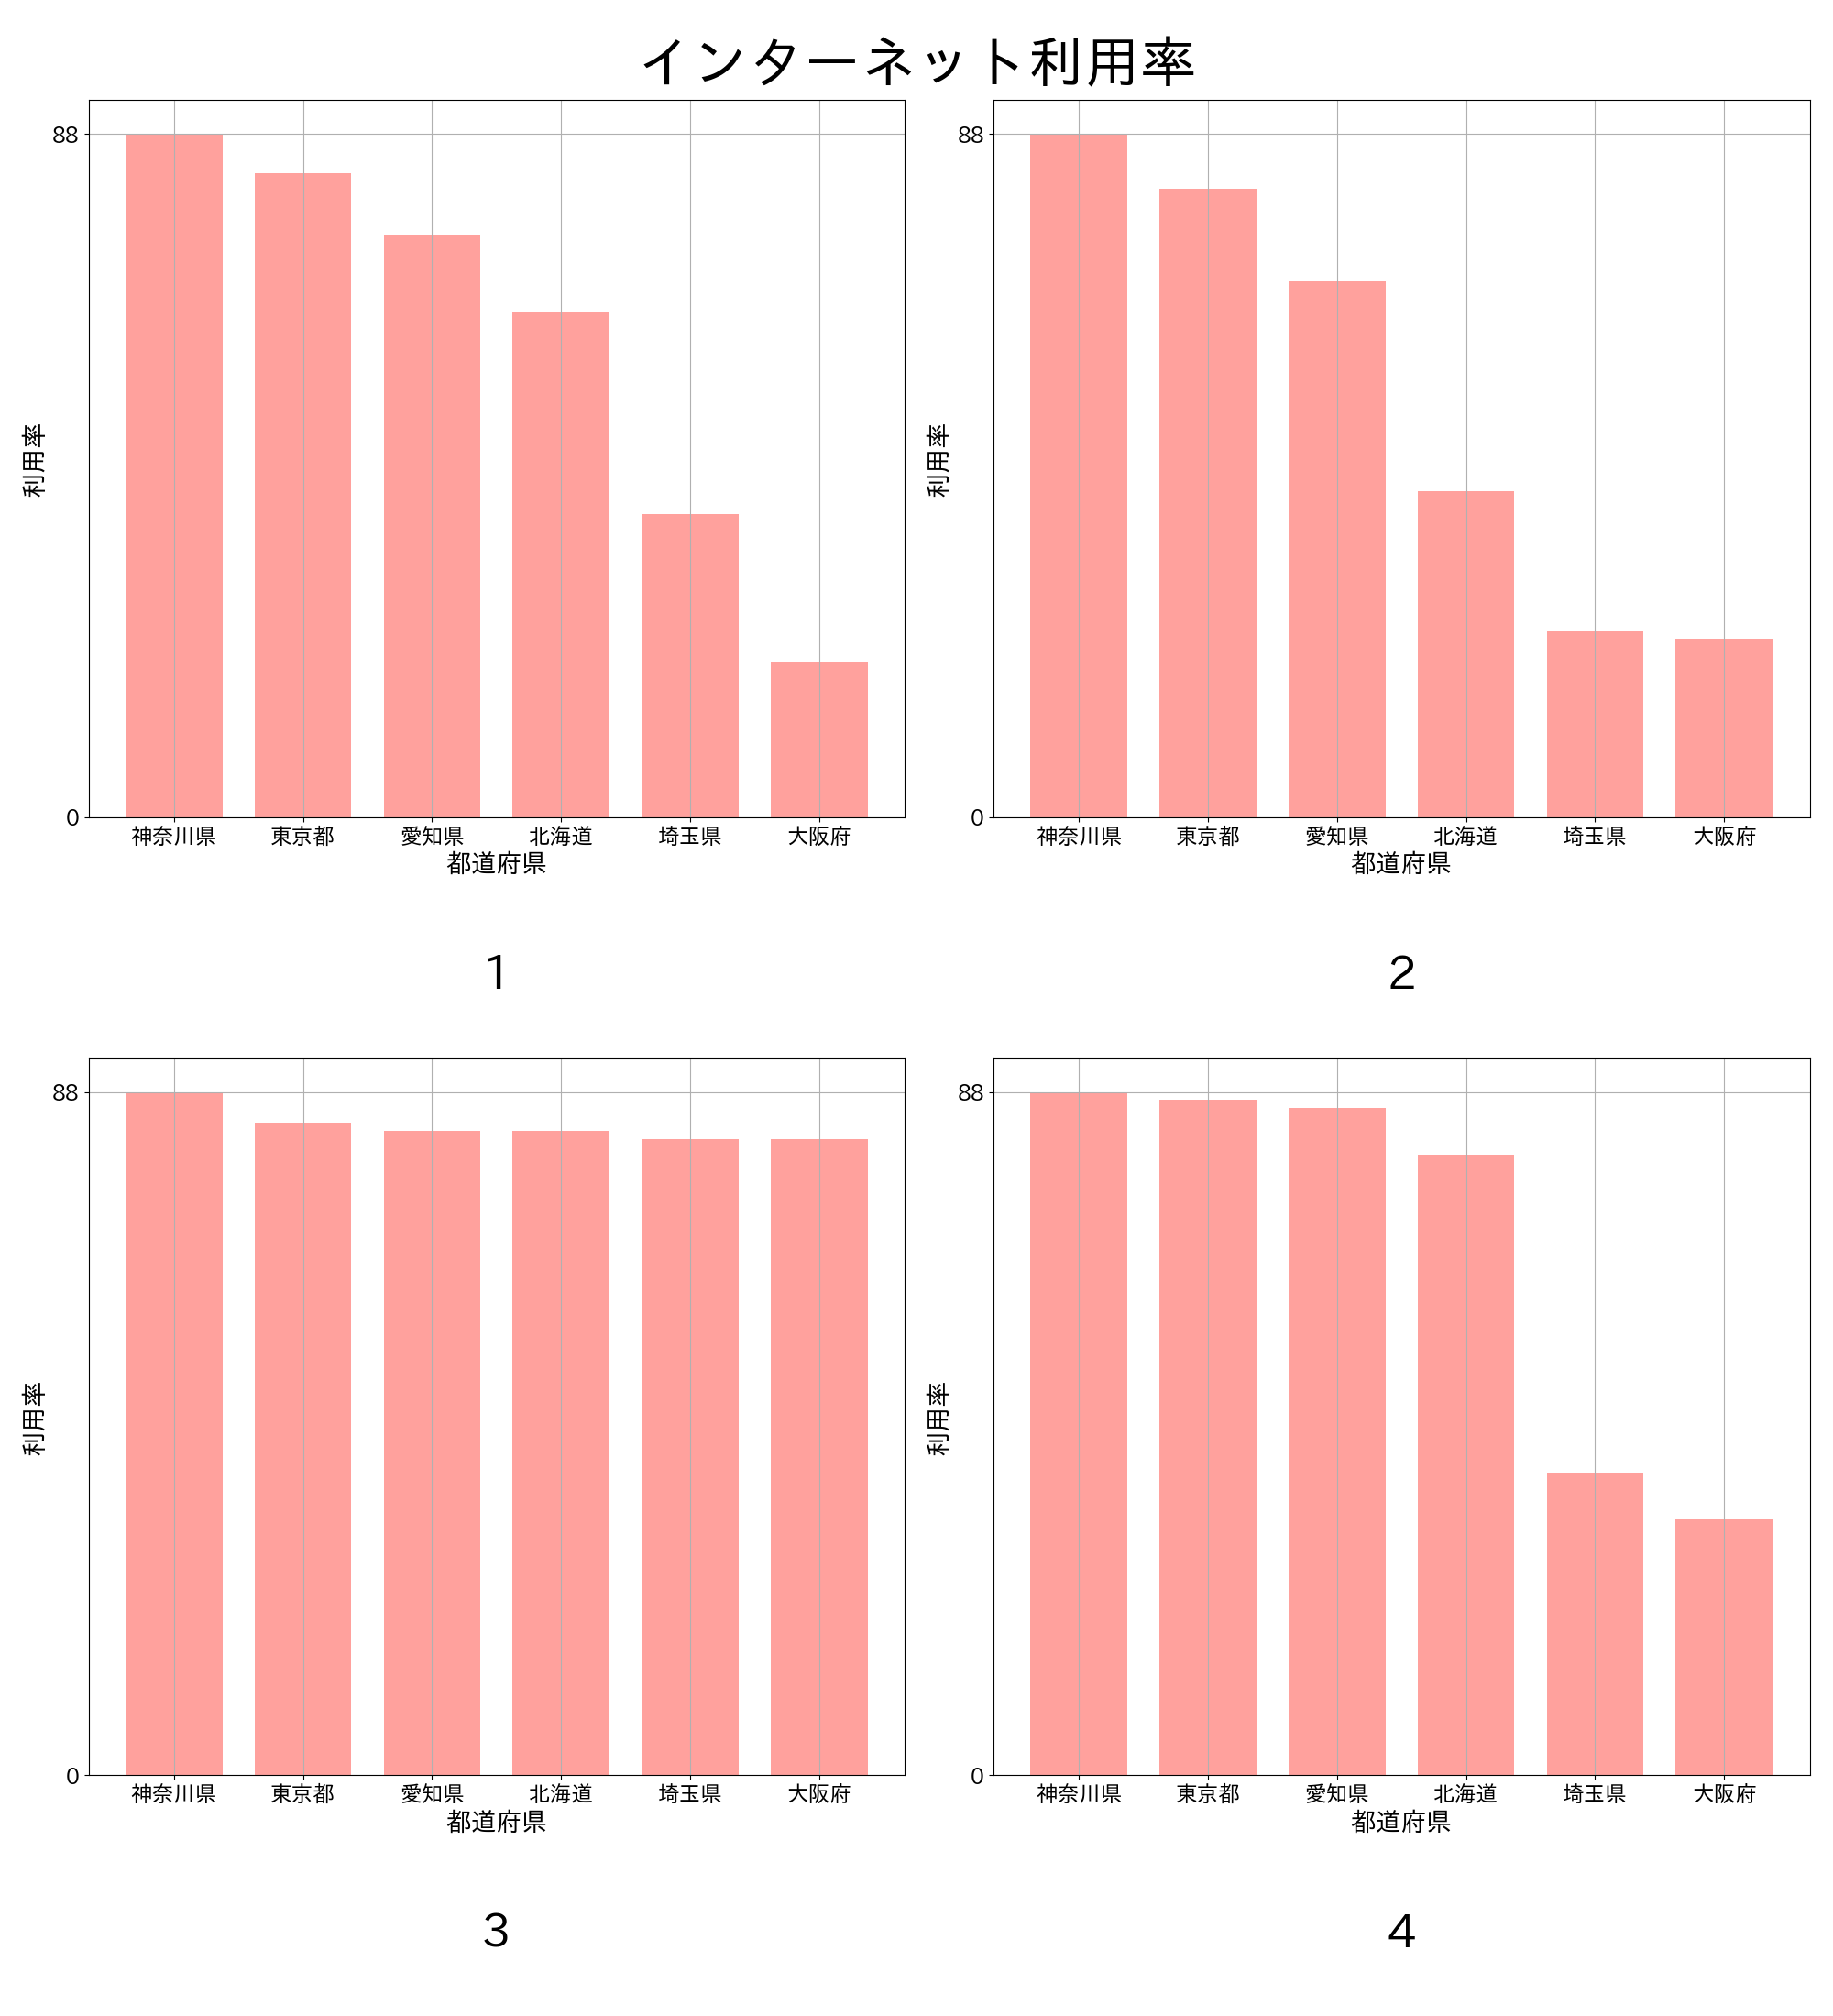 インターネット利用率
88
0
利用率
神奈川県 東京都 愛知県 北海道 埼玉県 大阪府
都道府県
1
88
0
利用率
神奈川県 東京都 愛知県 北海道 埼玉県 大阪府
都道府県
2
88
0
利用率
神奈川県 東京都 愛知県 北海道 埼玉県 大阪府
都道府県
3
88
0
利用率
神奈川県 東京都 愛知県 北海道 埼玉県 大阪府
都道府県
4